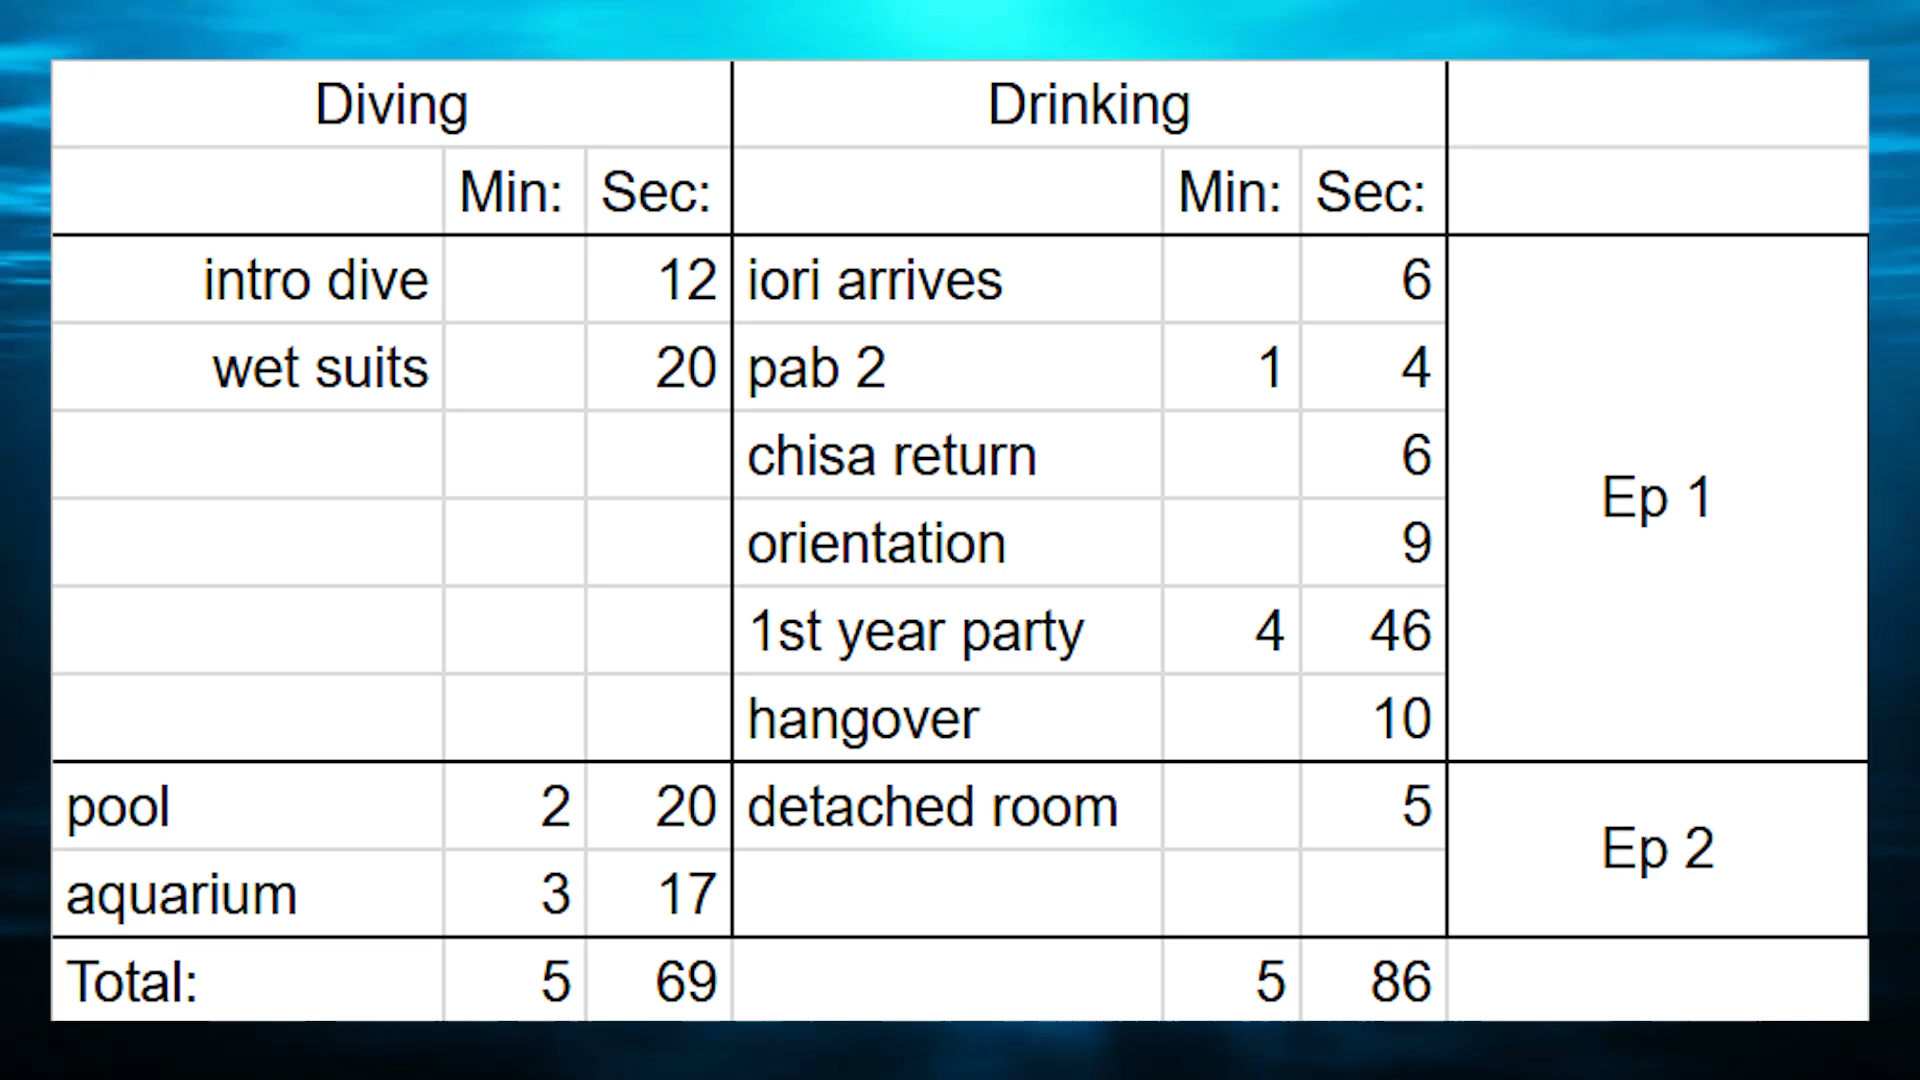 Diving Drinking
Min: Sec: Min: Sec:
intro dive 12 iori arrives 6
wet suits 20 pab 2 1 4
chisa return 6
orientation 9
1st year party 4 46
hangover 10
Ep 1
pool 2 20 detached room 5
aquarium 3 17
Ep 2
Total: 5 69 5 86